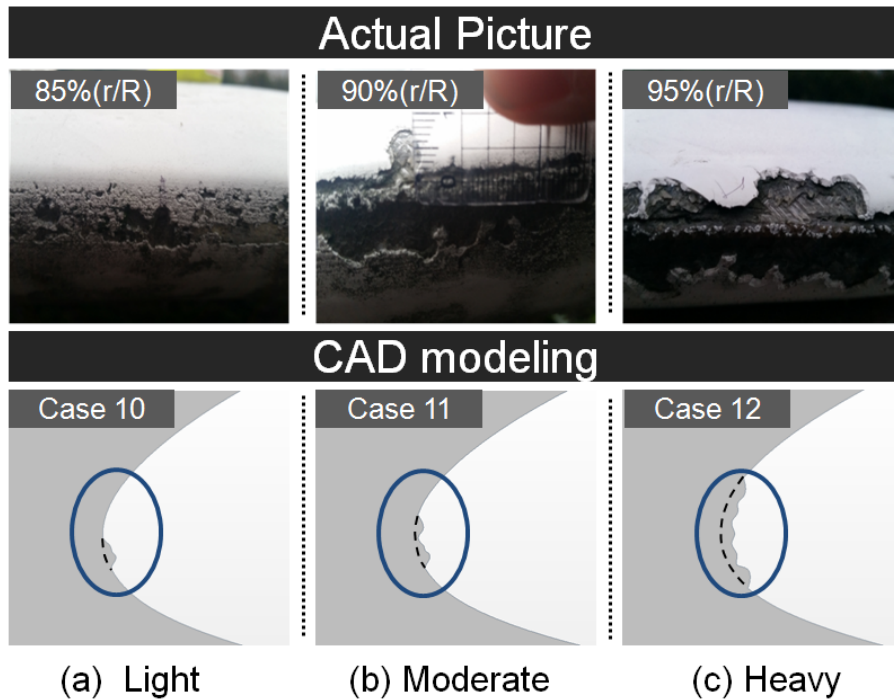 Actual Picture
85%(r/R)
90%(r/R)
95%(r/R)
CAD modeling
Case 10
Case 11
Case 12
(a) Light
(b) Moderate
(c) Heavy